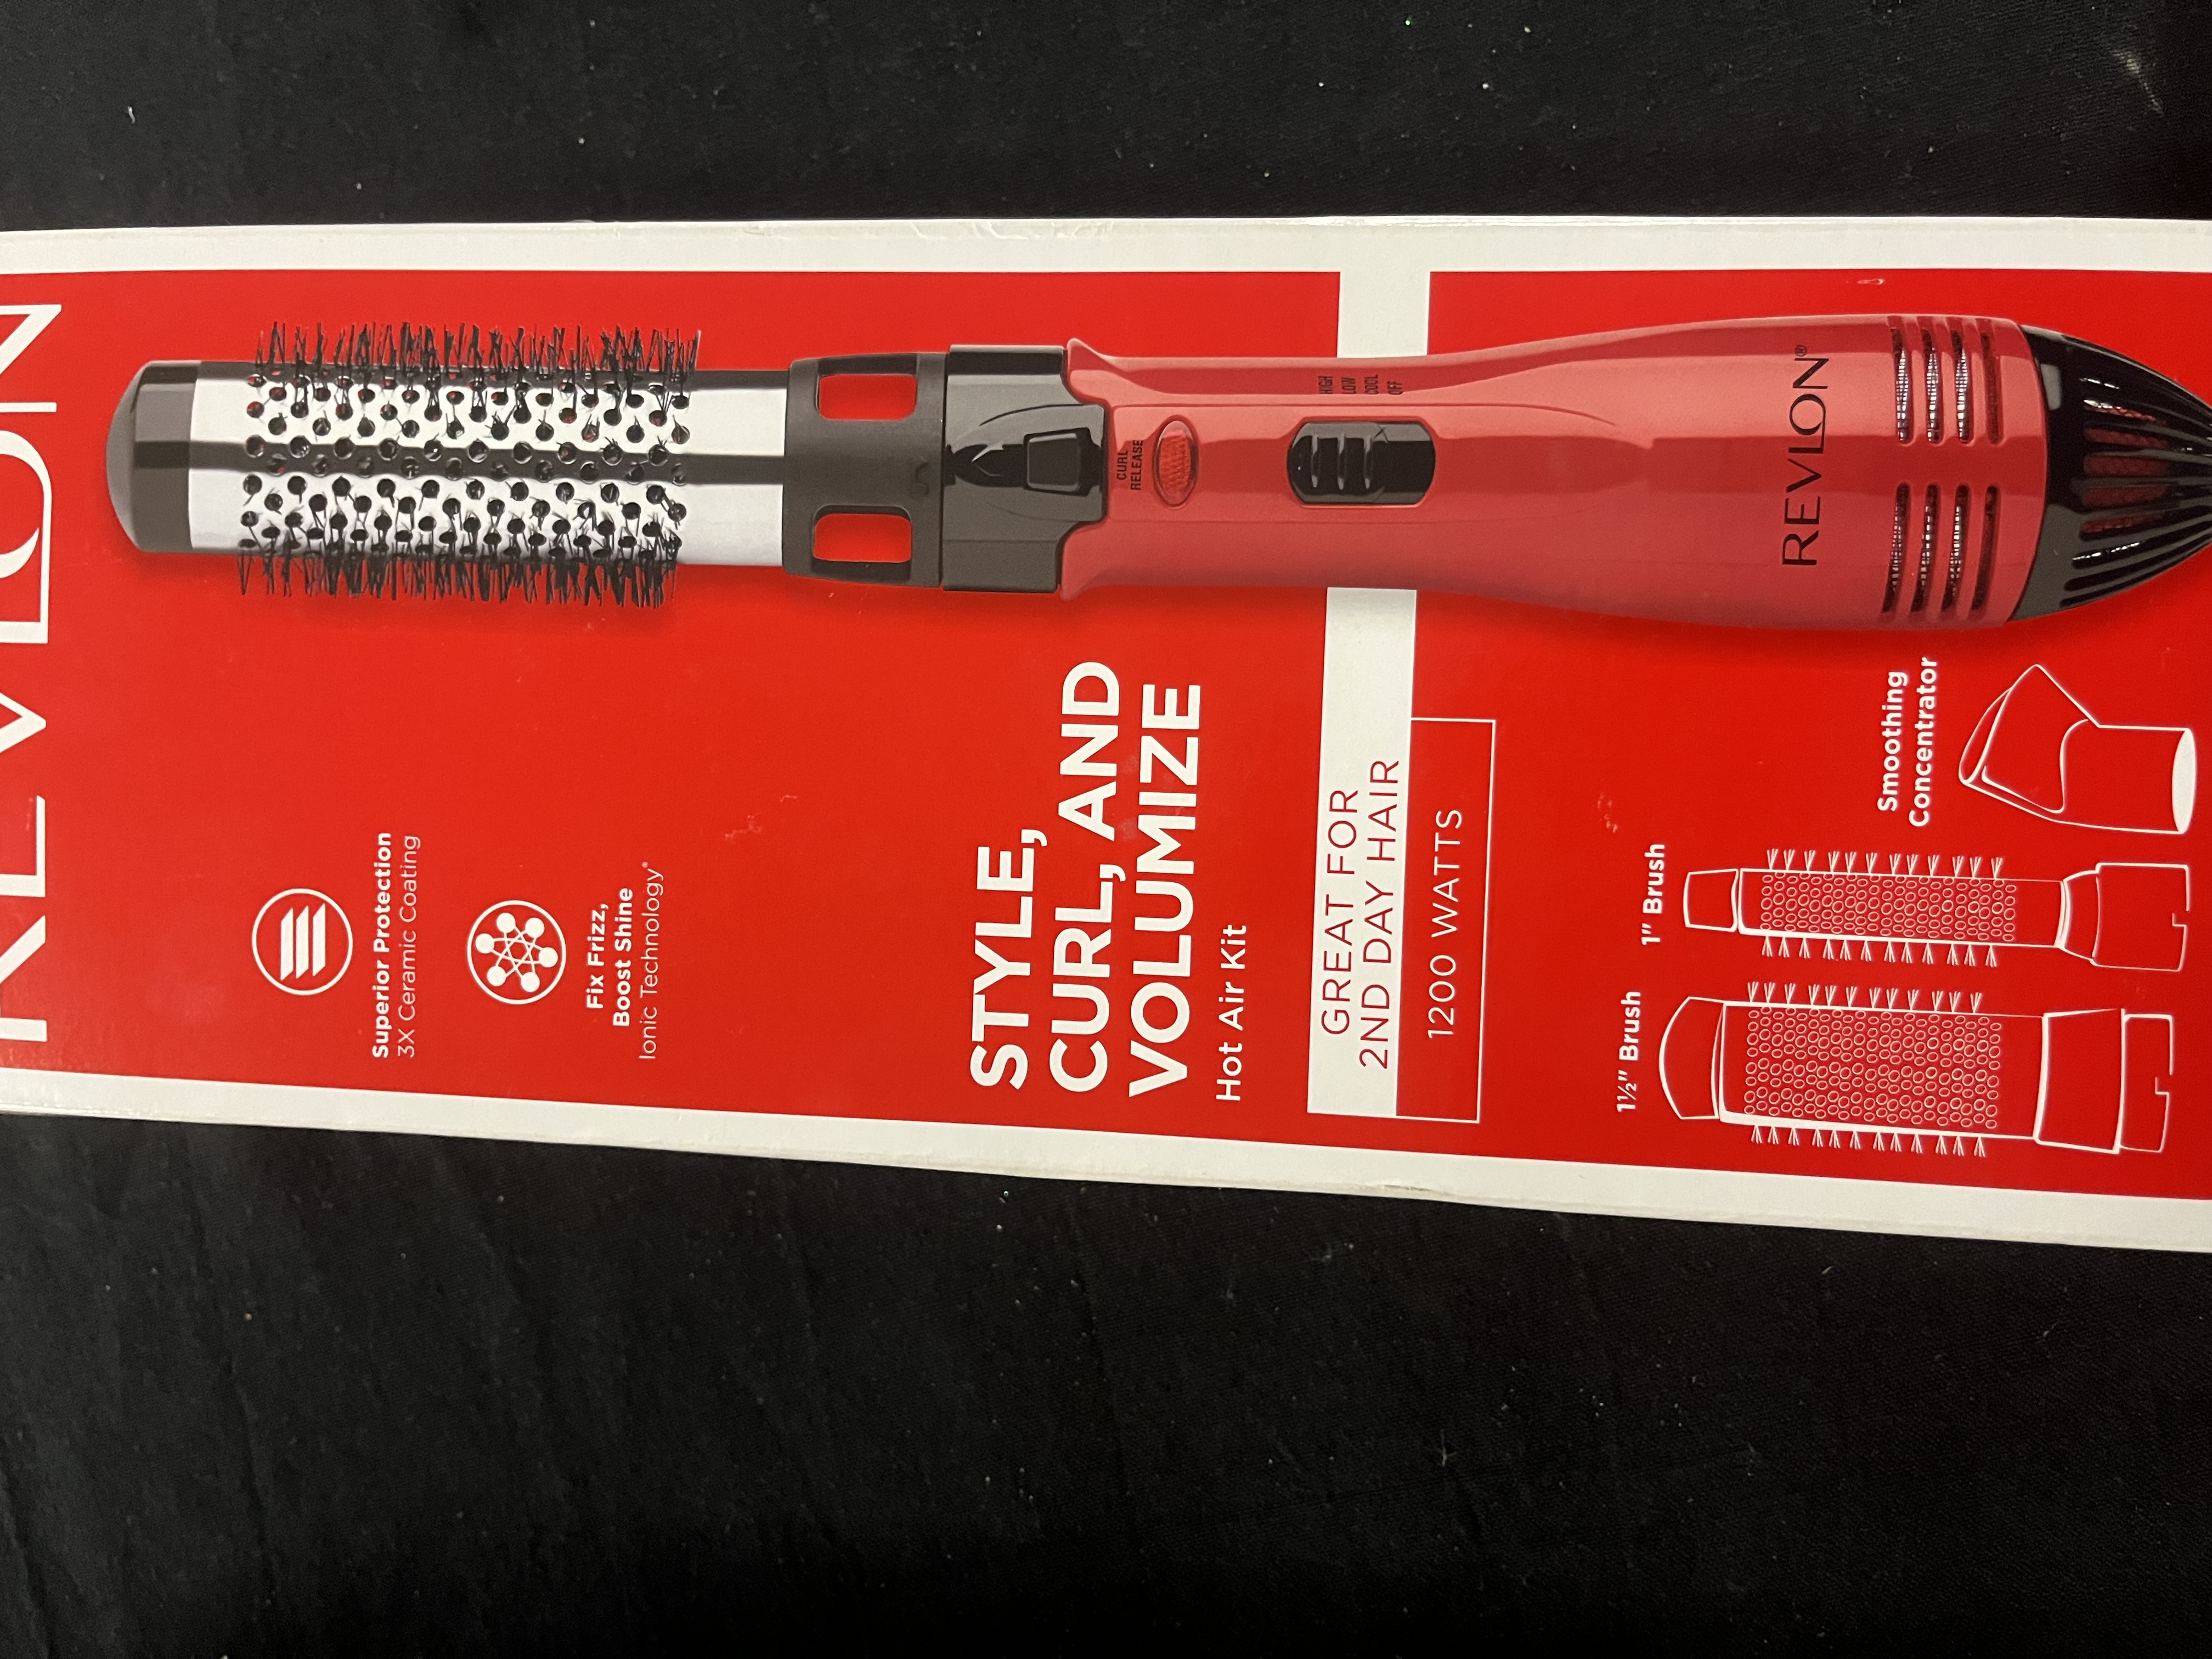 REVLON
Superior Protection
3X Ceramic Coating
Fix Frizz,
Boost Shine
Ionic Technology®
STYLE,
CURL, AND
VOLUMIZE
Hot Air Kit
GREAT FOR
2ND DAY HAIR
1200 WATTS
CURL
RELEASE
HIGH
LOW
COOL
OFF
REVLON®
1½" Brush
1" Brush
Smoothing
Concentrator